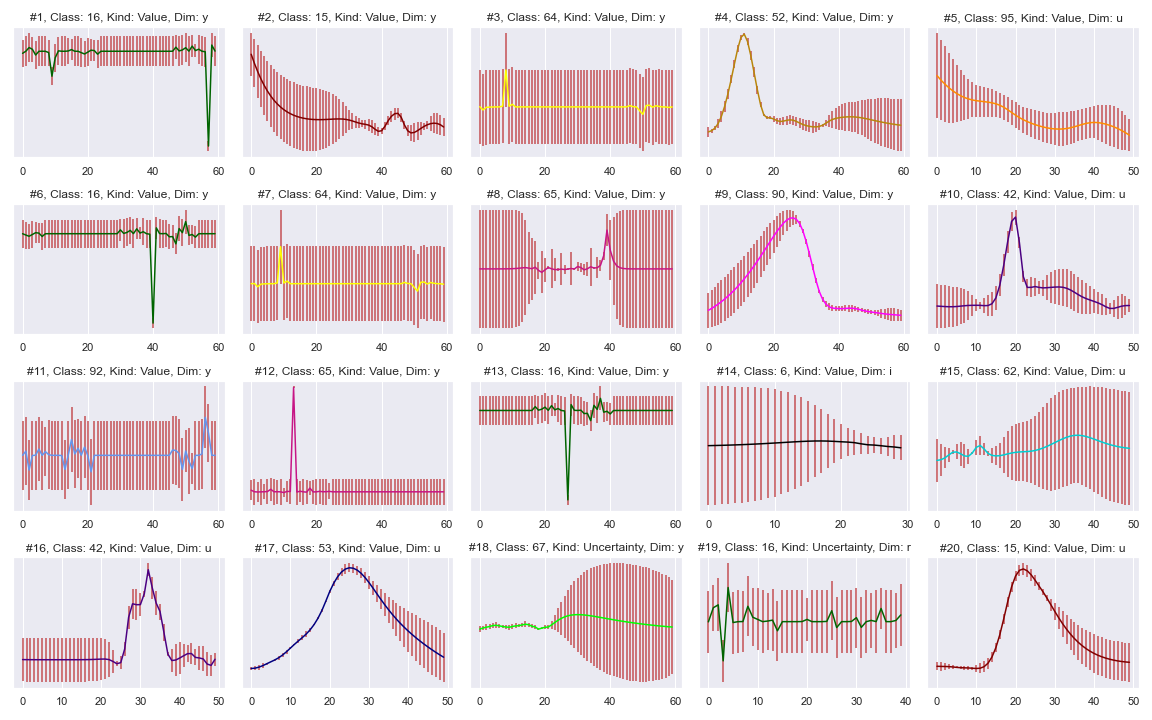 #1, Class: 16, Kind: Value, Dim: y
#2, Class: 15, Kind: Value, Dim: y
#3, Class: 64, Kind: Value, Dim: y
#4, Class: 52, Kind: Value, Dim: y
#5, Class: 95, Kind: Value, Dim: u
0 20 40 60
0 20 40 60
0 20 40 60
0 20 40 60
0 10 20 30 40 50
#6, Class: 16, Kind: Value, Dim: y
#7, Class: 64, Kind: Value, Dim: y
#8, Class: 65, Kind: Value, Dim: y
#9, Class: 90, Kind: Value, Dim: y
#10, Class: 42, Kind: Value, Dim: u
0 20 40 60
0 20 40 60
0 20 40 60
0 20 40 60
0 10 20 30 40 50
#11, Class: 92, Kind: Value, Dim: y
#12, Class: 65, Kind: Value, Dim: y
#13, Class: 16, Kind: Value, Dim: y
#14, Class: 6, Kind: Value, Dim: i
#15, Class: 62, Kind: Value, Dim: u
0 20 40 60
0 20 40 60
0 20 40 60
0 10 20 30
0 10 20 30 40 50
#16, Class: 42, Kind: Value, Dim: u
#17, Class: 53, Kind: Value, Dim: u
#18, Class: 67, Kind: Uncertainty, Dim: y
#19, Class: 16, Kind: Uncertainty, Dim: r
#20, Class: 15, Kind: Value, Dim: u
0 10 20 30 40 50
0 10 20 30 40 50
0 20 40 60
0 10 20 30 40
0 10 20 30 40 50